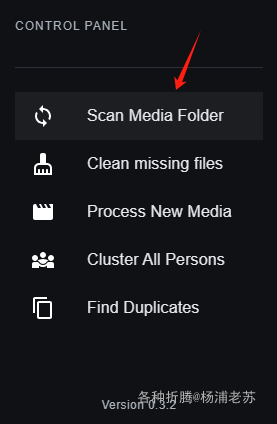 CONTROL PANEL
Scan Media Folder
Clean missing files
Process New Media
Cluster All Persons
Find Duplicates
各种折腾@杨浦老苏
Version 0.3.2